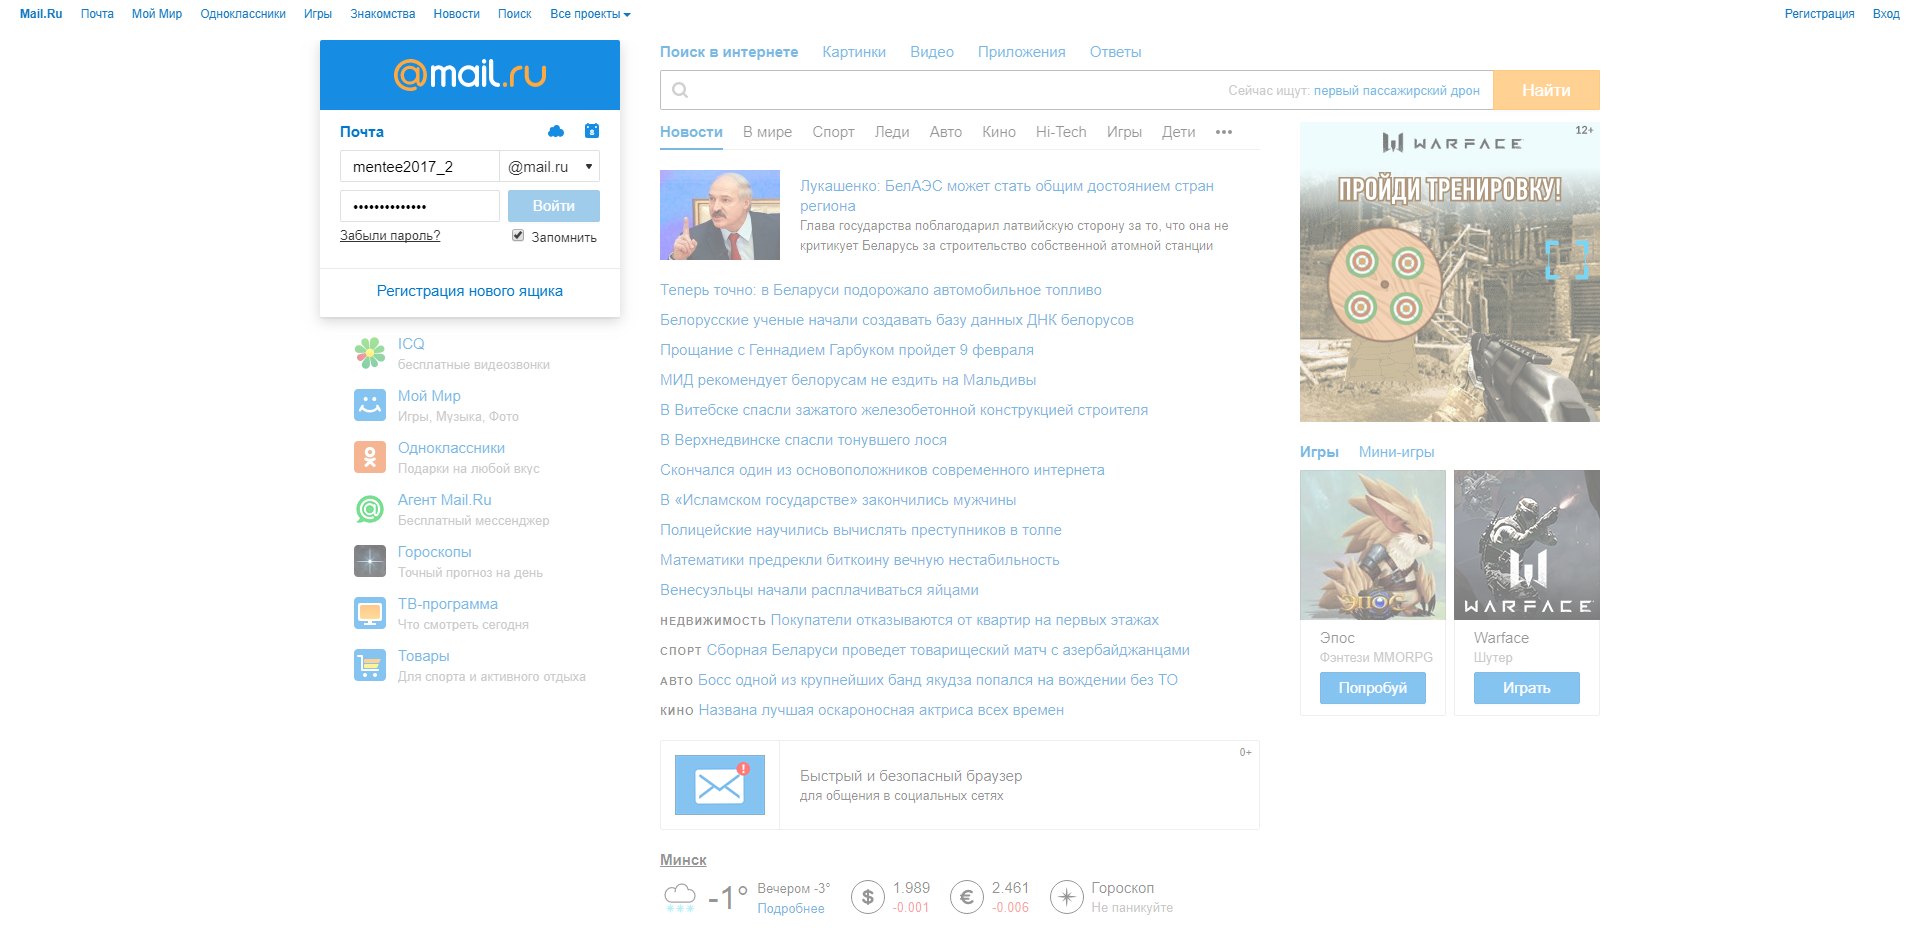 Mail.Ru Почта Мой Мир Одноклассники Игры Знакомства Новости Поиск Все проекты Регистрация Вход
@mail.ru
Почта
mentee2017_2 @mail.ru
•••••••••••••• Войти
Забыли пароль? Запомнить
Регистрация нового ящика
ICQ
бесплатные видеозвонки
Мой Мир
Игры, Музыка, Фото
Одноклассники
Подарки на любой вкус
Агент Mail.Ru
Бесплатный мессенджер
Гороскопы
Точный прогноз на день
ТВ-программа
Что смотреть сегодня
Товары
Для спорта и активного отдыха
Поиск в интернете Картинки Видео Приложения Ответы
Сейчас ищут: первый пассажирский дрон Найти
Новости В мире Спорт Леди Авто Кино Hi-Tech Игры Дети •••
Лукашенко: БелАЭС может стать общим достоянием стран
региона
Глава государства поблагодарил латвийскую сторону за то, что она не
критикует Беларусь за строительство собственной атомной станции
Теперь точно: в Беларуси подорожало автомобильное топливо
Белорусские ученые начали создавать базу данных ДНК белорусов
Прощание с Геннадием Гарбуком пройдет 9 февраля
МИД рекомендует белорусам не ездить на Мальдивы
В Витебске спасли зажатого железобетонной конструкцией строителя
В Верхнедвинске спасли тонувшего лося
Скончался один из основоположников современного интернета
В «Исламском государстве» закончились мужчины
Полицейские научились вычислять преступников в толпе
Математики предрекли биткоину вечную нестабильность
Венесуэльцы начали расплачиваться яйцами
НЕДВИЖИМОСТЬ Покупатели отказываются от квартир на первых этажах
СПОРТ Сборная Беларуси проведет товарищеский матч с азербайджанцами
АВТО Босс одной из крупнейших банд якудза попался на вождении без ТО
КИНО Названа лучшая оскароносная актриса всех времен
0+
Быстрый и безопасный браузер
для общения в социальных сетях
Минск
-1° Вечером -3° $ 1.989 € 2.461 Гороскоп
Подробнее -0.001 -0.006 Не паникуйте
12+
WARFACE
ПРОЙДИ ТРЕНИРОВКУ!
Игры Мини-игры
ЭПОС
WARFACE
Эпос Warface
Фэнтези MMORPG Шутер
Попробуй Играть